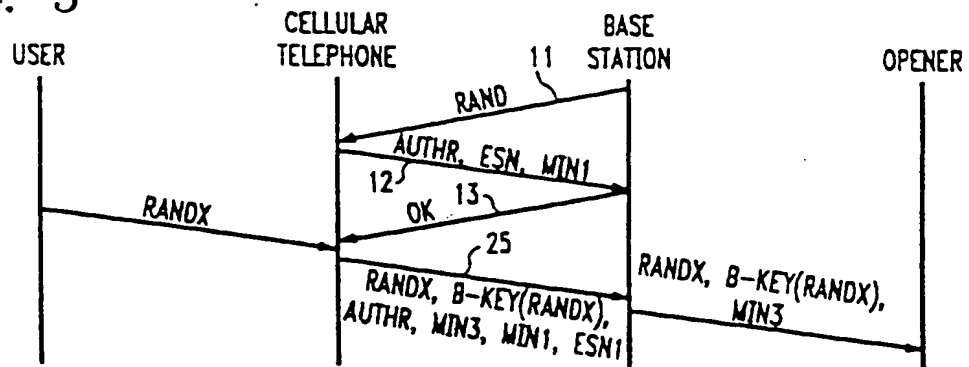 USER
CELLULAR
TELEPHONE
BASE
STATION
OPENER
11
RAND
AUTHR, ESN, MIN1
12
13
OK
RANDX
25
RANDX, B-KEY(RANDX),
AUTHR, MIN3, MIN1, ESN1
RANDX, B-KEY(RANDX),
MIN3